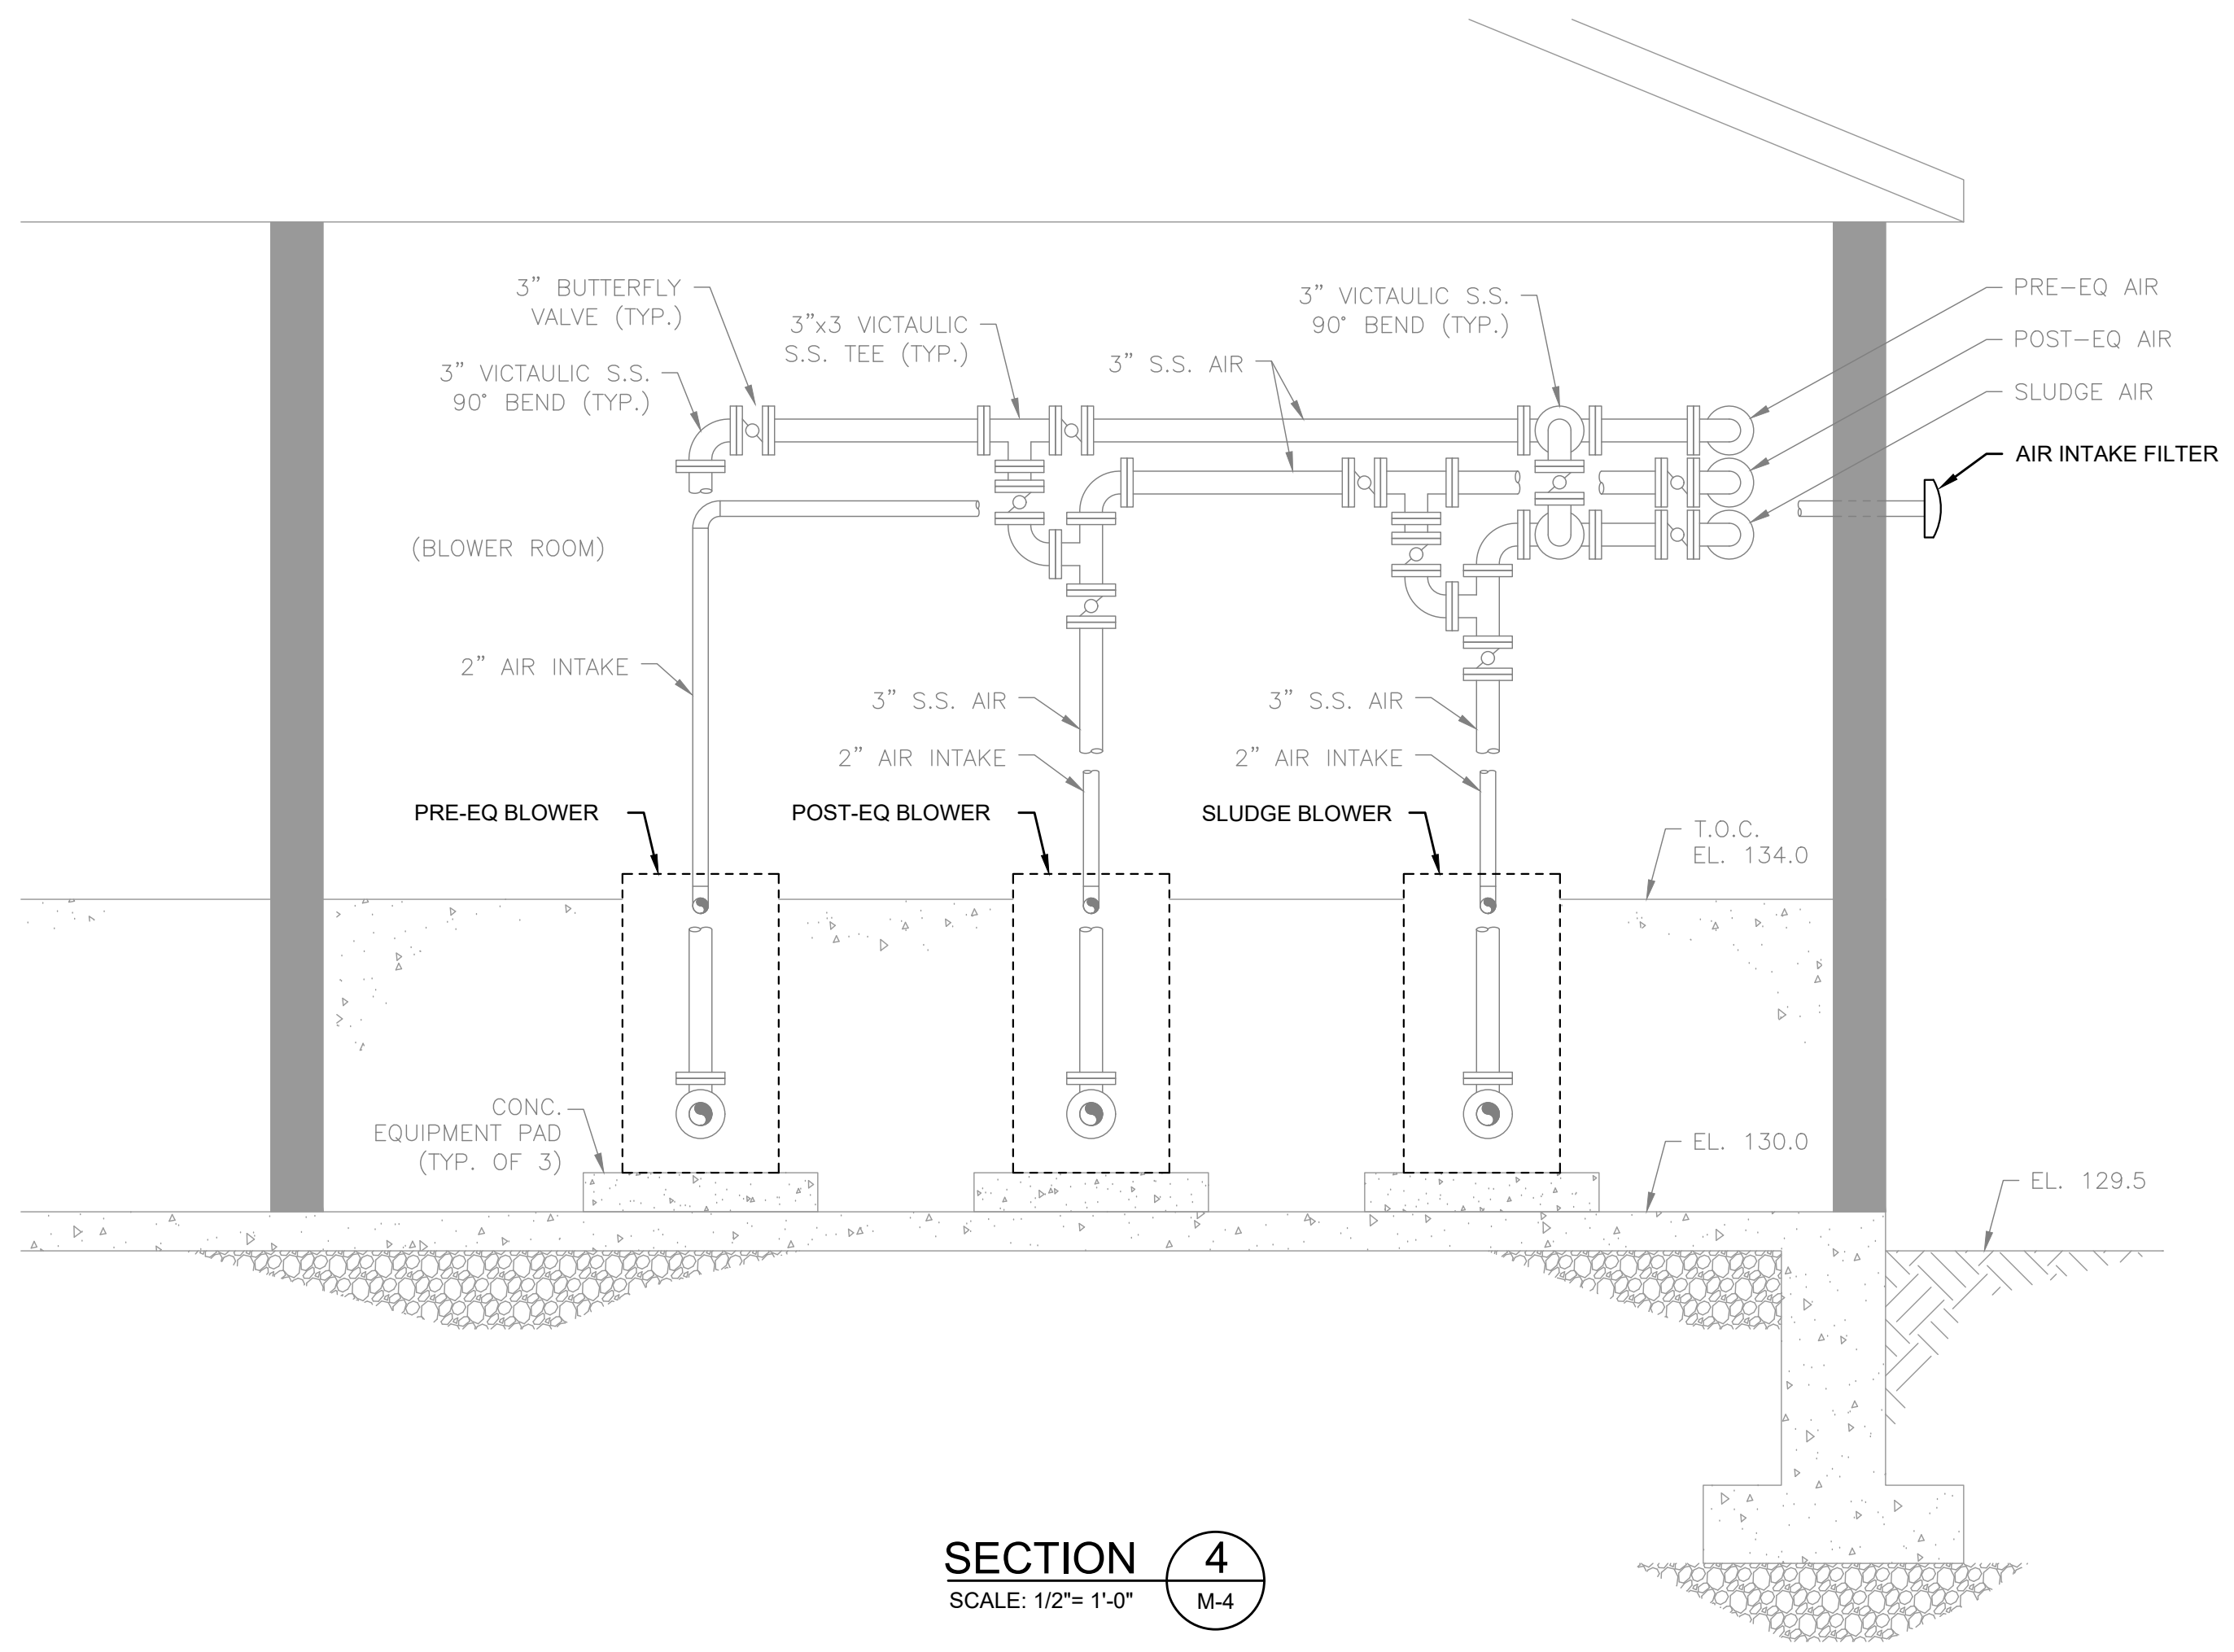 3” BUTTERFLY
VALVE (TYP.)
3”x3 VICTAULIC
S.S. TEE (TYP.)
3” VICTAULIC S.S.
90° BEND (TYP.)
3” S.S. AIR
3” VICTAULIC S.S.
90° BEND (TYP.)
PRE-EQ AIR
POST-EQ AIR
SLUDGE AIR
AIR INTAKE FILTER
(BLOWER ROOM)
2” AIR INTAKE
3” S.S. AIR
3” S.S. AIR
2” AIR INTAKE
2” AIR INTAKE
PRE-EQ BLOWER
POST-EQ BLOWER
SLUDGE BLOWER
T.O.C.
EL. 134.0
CONC.
EQUIPMENT PAD
(TYP. OF 3)
EL. 130.0
EL. 129.5
SECTION
4
SCALE: 1/2"= 1'-0"
M-4